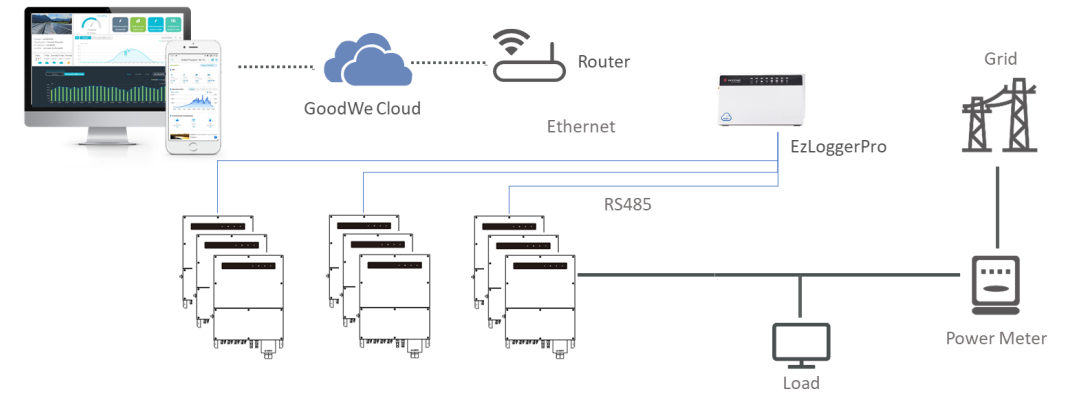 Router
Grid
GoodWe Cloud
Ethernet
EzLoggerPro
RS485
Power Meter
Load